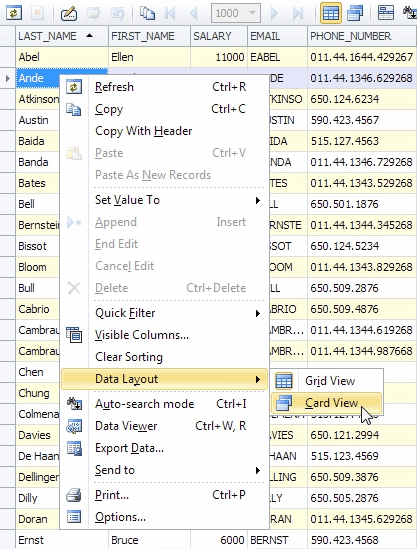 1000
LAST_NAME FIRST_NAME SALARY EMAIL PHONE_NUMBER
Abel Ellen 11000 EABEL 011.44.1644.429267
Ande DE 011.44.1346.629268
Atkinson TKINSO 650.124.6234
Austin USTIN 590.423.4567
Baida IDA 515.127.4563
Banda NDA 011.44.1346.729268
Bates TES 011.44.1343.529268
Bell LL 650.501.1876
Bernstein RNSTE 011.44.1344.345268
Bissot SSOT 650.124.5234
Bloom OOM 011.44.1343.829268
Bull LL 650.509.2876
Cabrio BRIO 650.509.4876
Cambrau MBR... 011.44.1344.619268
Cambrau MBR... 011.44.1344.987668
Chen
Chung
Colmena
Davies VIES 650.121.2994
De Haan HAAN 515.123.4569
Dellinger LLING 650.509.3876
Dilly LLY 650.505.2876
Doran RAN 011.44.1345.629268
Ernst Bruce 6000 BERNST 590.423.4568
Refresh Ctrl+R
Copy Ctrl+C
Copy With Header
Paste Ctrl+V
Paste As New Records
Set Value To
Append Insert
End Edit
Cancel Edit
Delete Ctrl+Delete
Quick Filter
Visible Columns...
Clear Sorting
Data Layout
Auto-search mode Ctrl+I
Data Viewer Ctrl+W, R
Export Data...
Send to
Print... Ctrl+P
Options...
Grid View
Card View